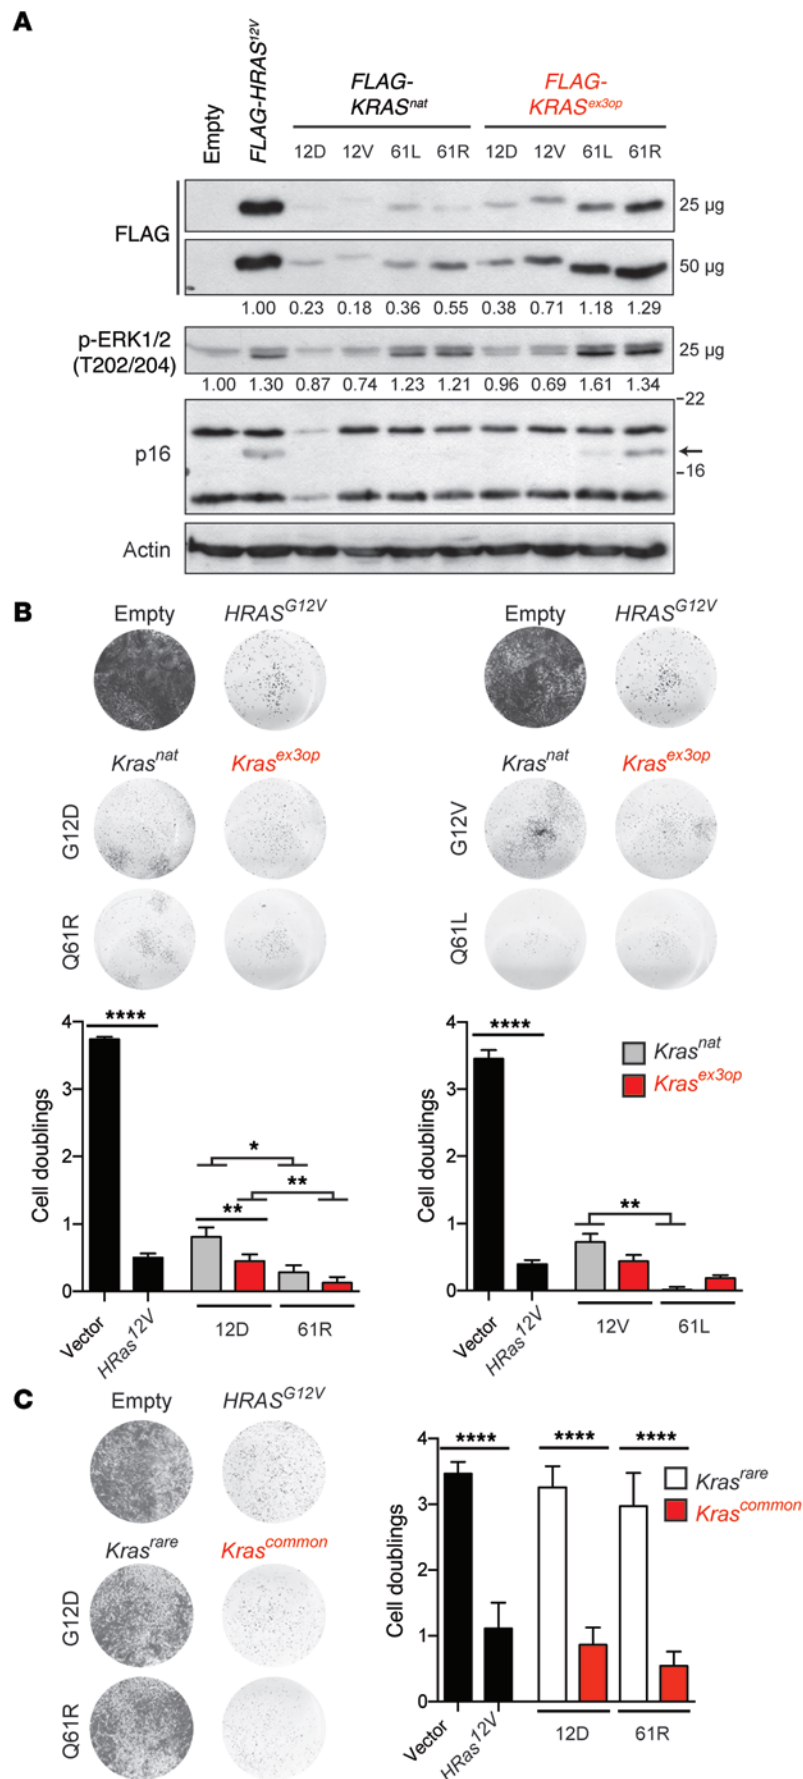 A
Empty
FLAG-HRAS12V
FLAG-
KRASnat
FLAG-
KRASex3op
12D 12V 61L 61R 12D 12V 61L 61R
FLAG
25 µg
50 µg
1.00 0.23 0.18 0.36 0.55 0.38 0.71 1.18 1.29
p-ERK1/2
(T202/204)
25 µg
1.00 1.30 0.87 0.74 1.23 1.21 0.96 0.69 1.61 1.34
p16
22
16
Actin
B
Empty HRASG12V
Krasnat Krasex3op
G12D
Q61R
Empty HRASG12V
Krasnat Krasex3op
G12V
Q61L
Cell doublings
4
3
2
1
0
****
*
**
**
Vector
HRas12V
12D
61R
Cell doublings
4
3
2
1
0
****
**
Krasnat
Krasex3op
Vector
HRas12V
12V
61L
C
Empty HRASG12V
Krasrare Krascommon
G12D
Q61R
Cell doublings
4
3
2
1
0
**** **** ****
Krasrare
Krascommon
Vector
HRas12V
12D
61R